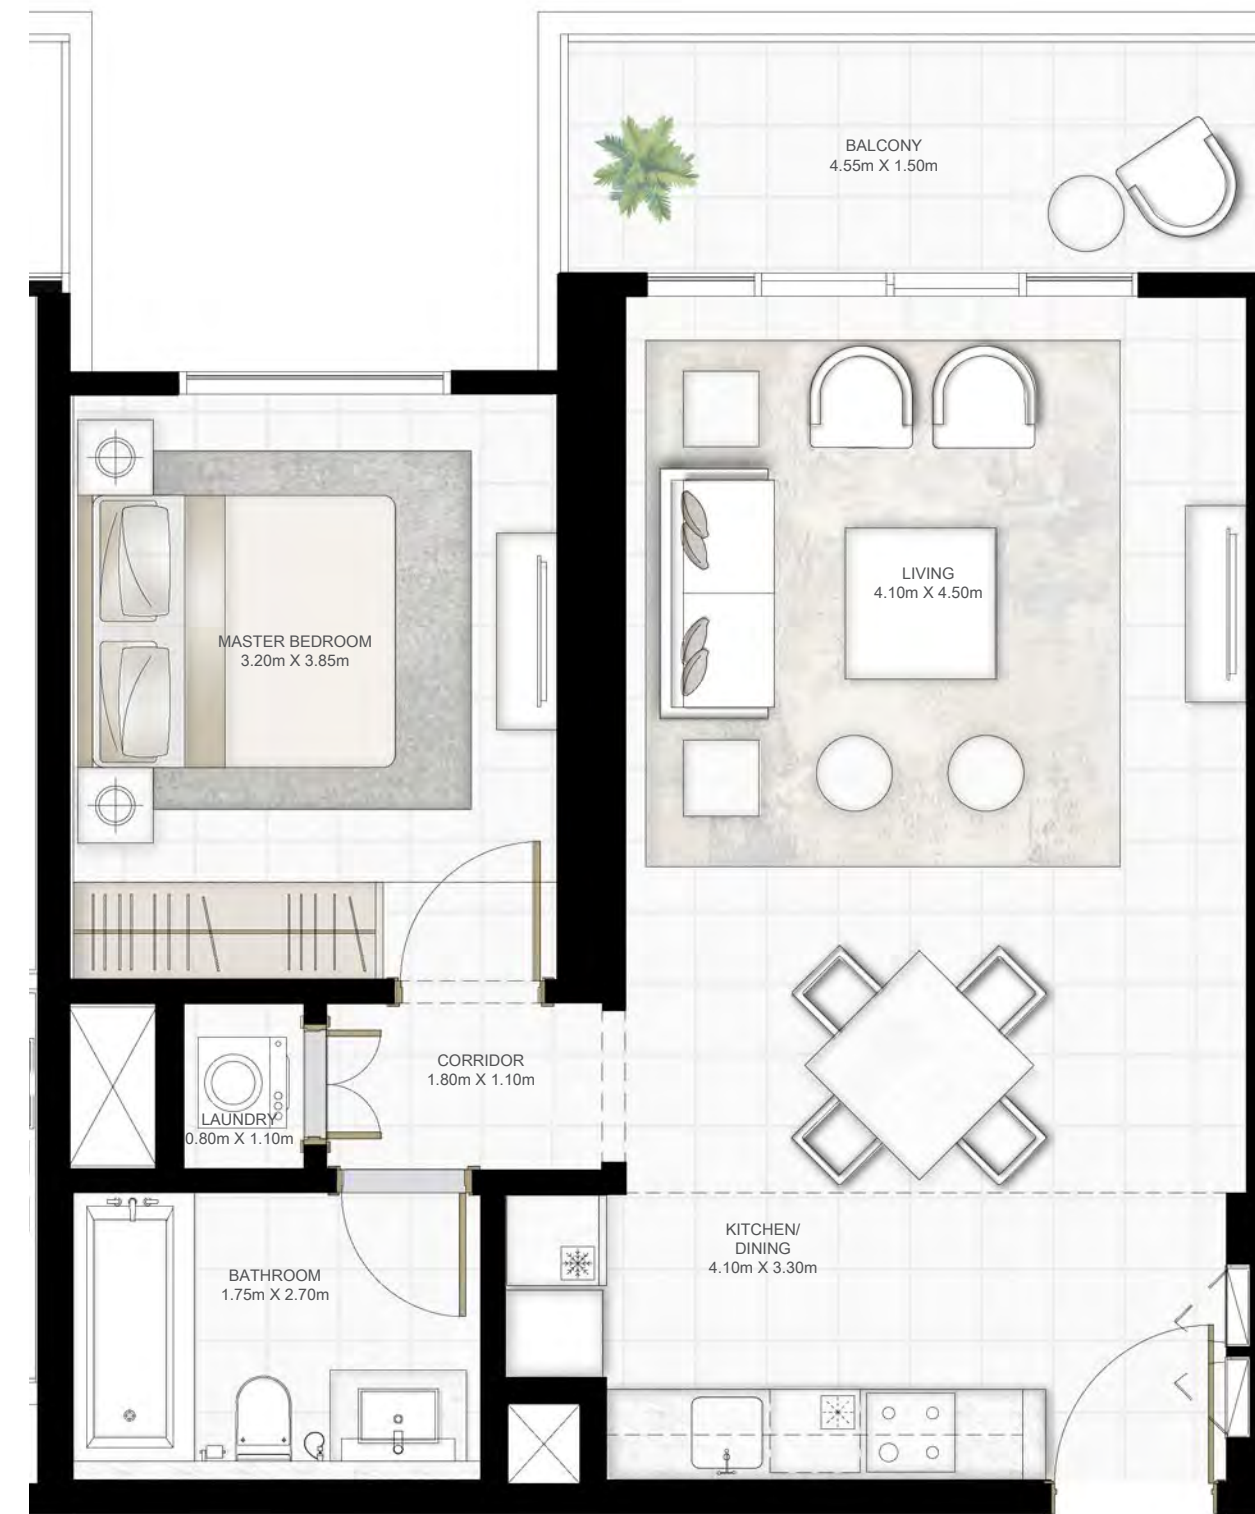 BALCONY
4.55m X 1.50m
LIVING
4.10m X 4.50m
MASTER BEDROOM
3.20m X 3.85m
CORRIDOR
1.80m X 1.10m
LAUNDRY
0.80m X 1.10m
KITCHEN/
DINING
4.10m X 3.30m
BATHROOM
1.75m X 2.70m